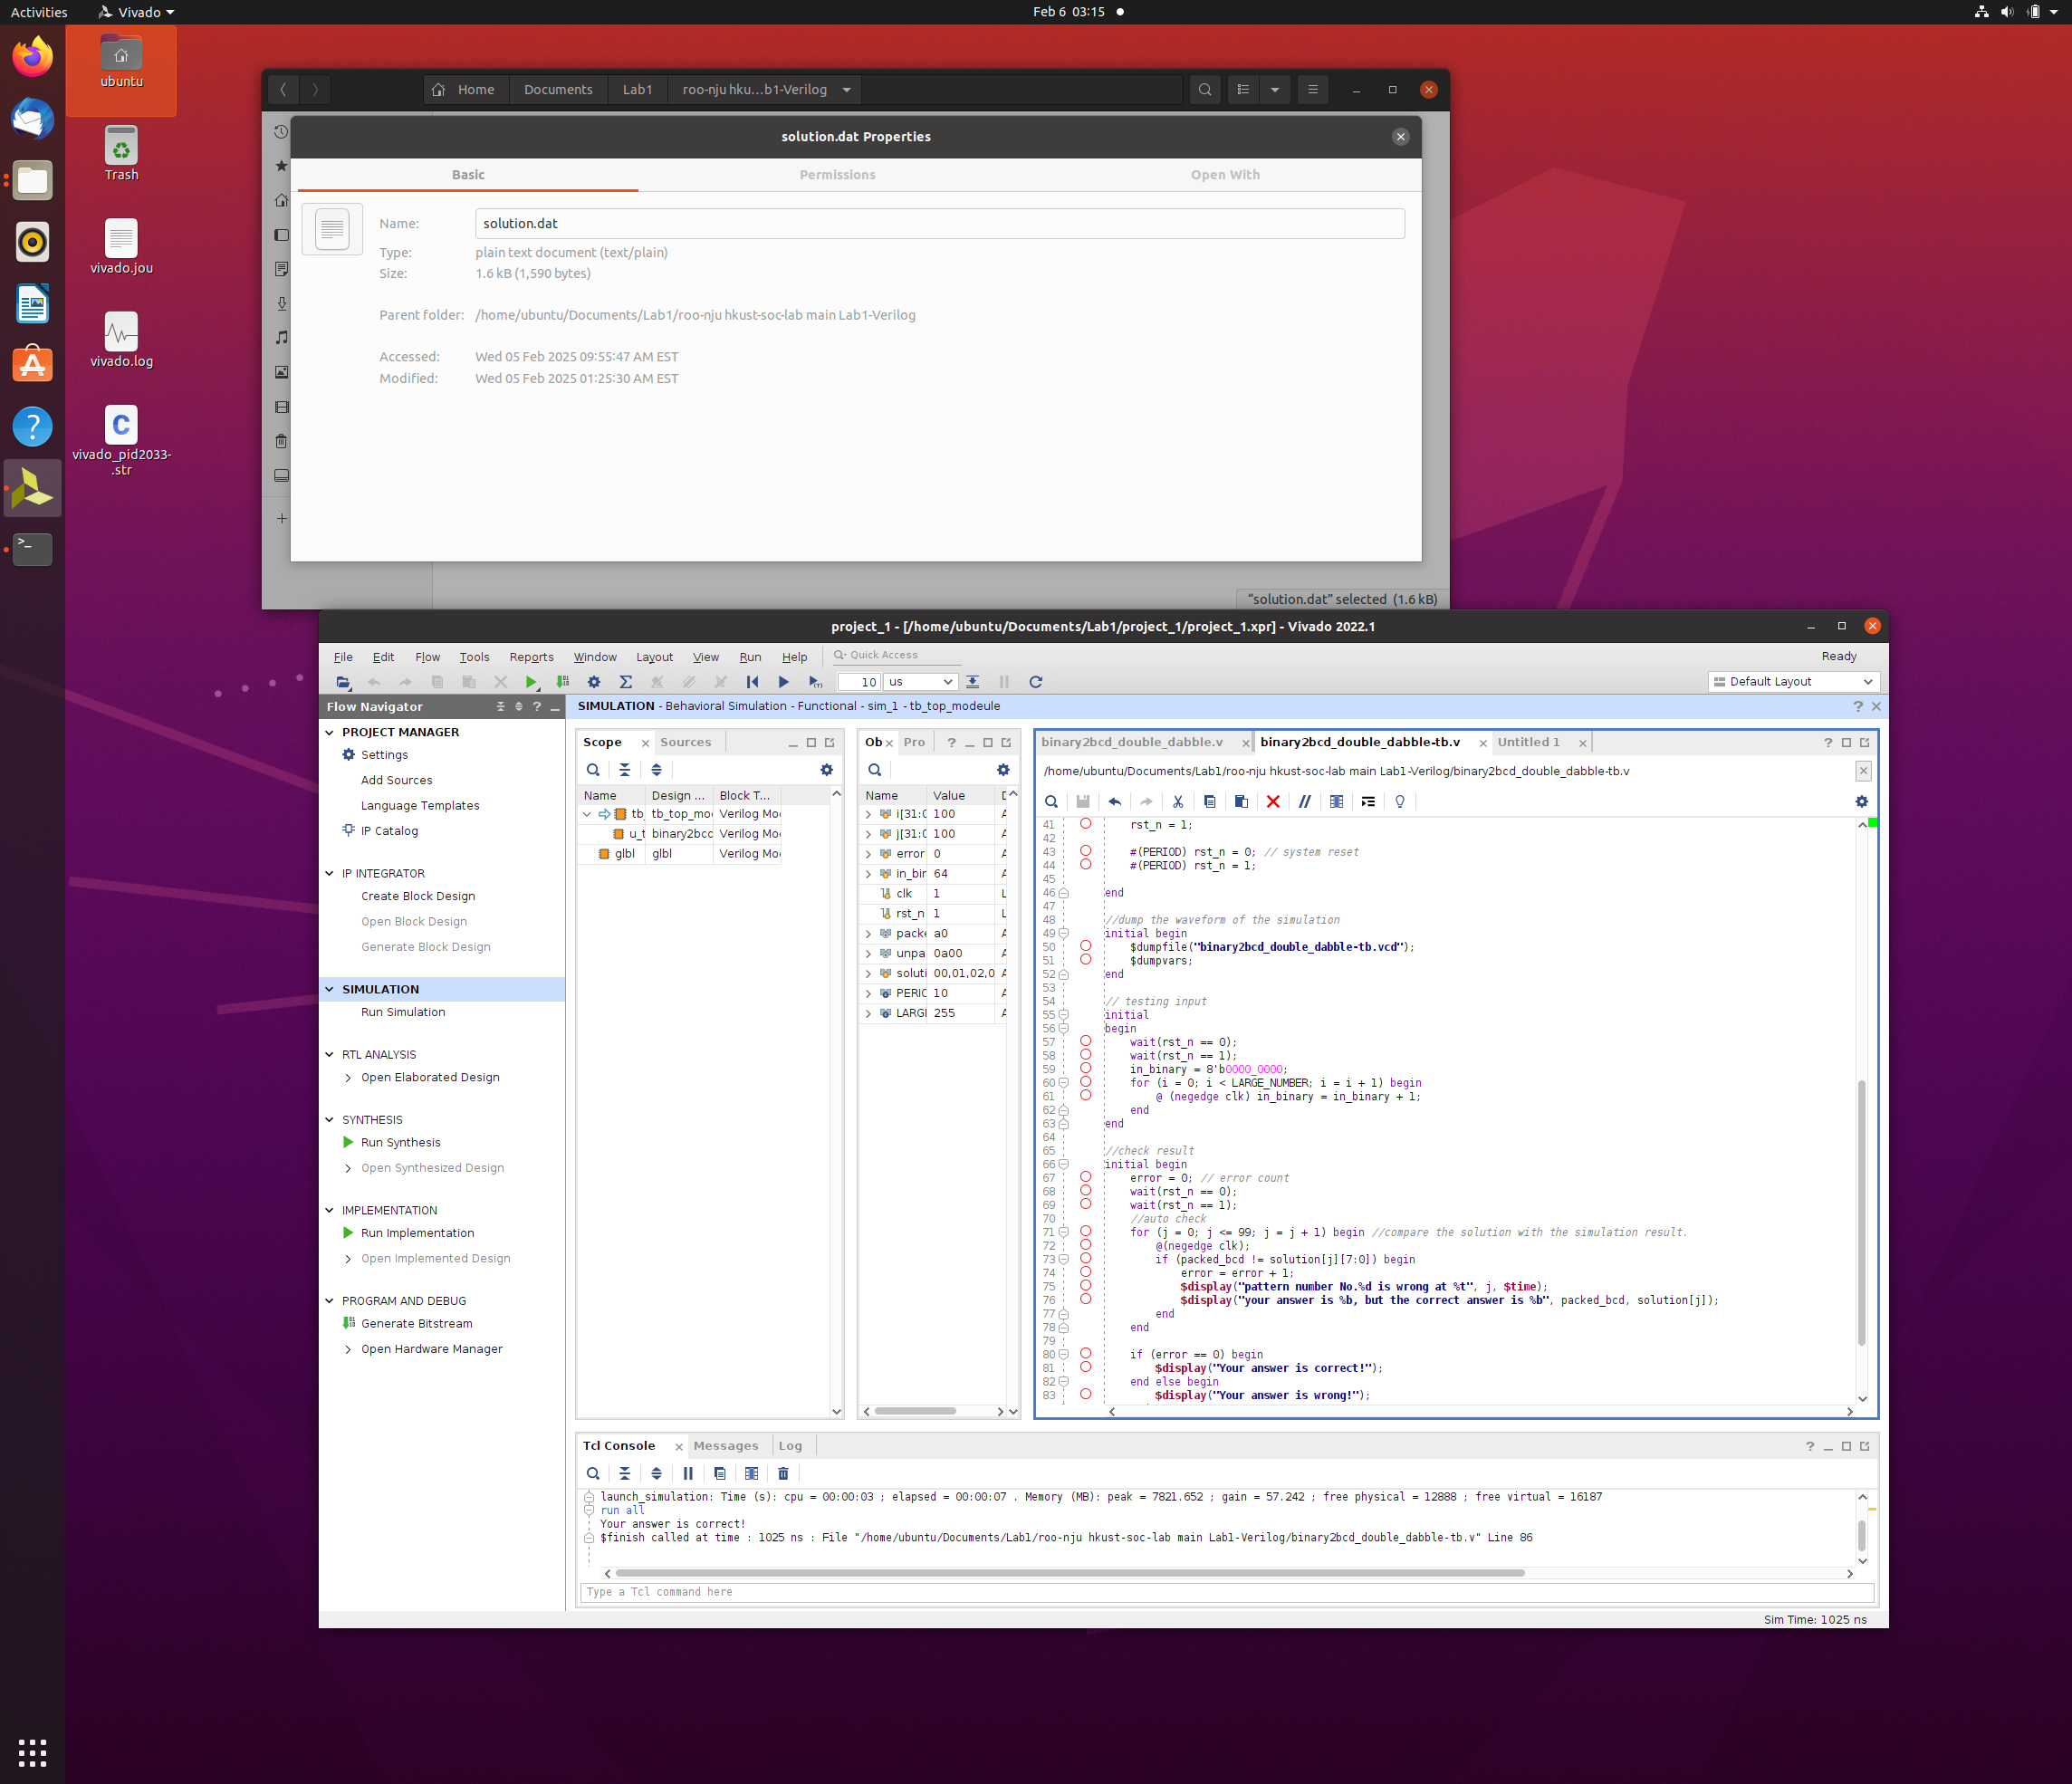 Activities
Vivado
Feb 6 03:15
ubuntu
Trash
vivado.jou
vivado.log
vivado_pid2033-
.str
Home
Documents
Lab1
roo-nju hku…b1-Verilog
solution.dat Properties
Basic
Permissions
Open With
Name:
solution.dat
Type:
plain text document (text/plain)
Size:
1.6 kB (1,590 bytes)
Parent folder:
/home/ubuntu/Documents/Lab1/roo-nju hkust-soc-lab main Lab1-Verilog
Accessed:
Wed 05 Feb 2025 09:55:47 AM EST
Modified:
Wed 05 Feb 2025 01:25:30 AM EST
"solution.dat" selected (1.6 kB)
project_1 - [/home/ubuntu/Documents/Lab1/project_1/project_1.xpr] - Vivado 2022.1
File Edit Flow Tools Reports Window Layout View Run Help
Quick Access
Ready
10
us
Default Layout
Flow Navigator
SIMULATION - Behavioral Simulation - Functional - sim_1 - tb_top_modeule
PROJECT MANAGER
Settings
Add Sources
Language Templates
IP Catalog
IP INTEGRATOR
Create Block Design
Open Block Design
Generate Block Design
SIMULATION
Run Simulation
RTL ANALYSIS
Open Elaborated Design
SYNTHESIS
Run Synthesis
Open Synthesized Design
IMPLEMENTATION
Run Implementation
Open Implemented Design
PROGRAM AND DEBUG
Generate Bitstream
Open Hardware Manager
Scope
Sources
Name Design ... Block T...
tb_ tb_top_mod Verilog Mo
u_t binary2bcd Verilog Mo
glbl glbl Verilog Mo
Ob
Pro
Name Value
i[31:0 100
j[31:0 100
error 0
in_bir 64
clk 1
rst_n 1
packe a0
unpa 0a00
soluti 00,01,02,0
PERIC 10
LARG 255
binary2bcd_double_dabble.v
binary2bcd_double_dabble-tb.v
Untitled 1
/home/ubuntu/Documents/Lab1/roo-nju hkust-soc-lab main Lab1-Verilog/binary2bcd_double_dabble-tb.v
41 rst_n = 1;
42
43 #(PERIOD) rst_n = 0; // system reset
44 #(PERIOD) rst_n = 1;
45
46 end
47
48 //dump the waveform of the simulation
49 initial begin
50 $dumpfile("binary2bcd_double_dabble-tb.vcd");
51 $dumpvars;
52 end
53
54 // testing input
55 initial
56 begin
57 wait(rst_n == 0);
58 wait(rst_n == 1);
59 in_binary = 8'b0000_0000;
60 for (i = 0; i < LARGE_NUMBER; i = i + 1) begin
61 @ (negedge clk) in_binary = in_binary + 1;
62 end
63 end
64
65 //check result
66 initial begin
67 error = 0; // error count
68 wait(rst_n == 0);
69 wait(rst_n == 1);
70 //auto check
71 for (j = 0; j <= 99; j = j + 1) begin //compare the solution with the simulation result.
72 @(negedge clk);
73 if (packed_bcd != solution[j][7:0]) begin
74 error = error + 1;
75 $display("pattern number No.%d is wrong at %t", j, $time);
76 $display("your answer is %b, but the correct answer is %b", packed_bcd, solution[j]);
77 end
78 end
79
80 if (error == 0) begin
81 $display("Your answer is correct!");
82 end else begin
83 $display("Your answer is wrong!");
Tcl Console
Messages
Log
launch_simulation: Time (s): cpu = 00:00:03 ; elapsed = 00:00:07 . Memory (MB): peak = 7821.652 ; gain = 57.242 ; free physical = 12888 ; free virtual = 16187
run all
Your answer is correct!
$finish called at time : 1025 ns : File "/home/ubuntu/Documents/Lab1/roo-nju hkust-soc-lab main Lab1-Verilog/binary2bcd_double_dabble-tb.v" Line 86
Type a Tcl command here
Sim Time: 1025 ns